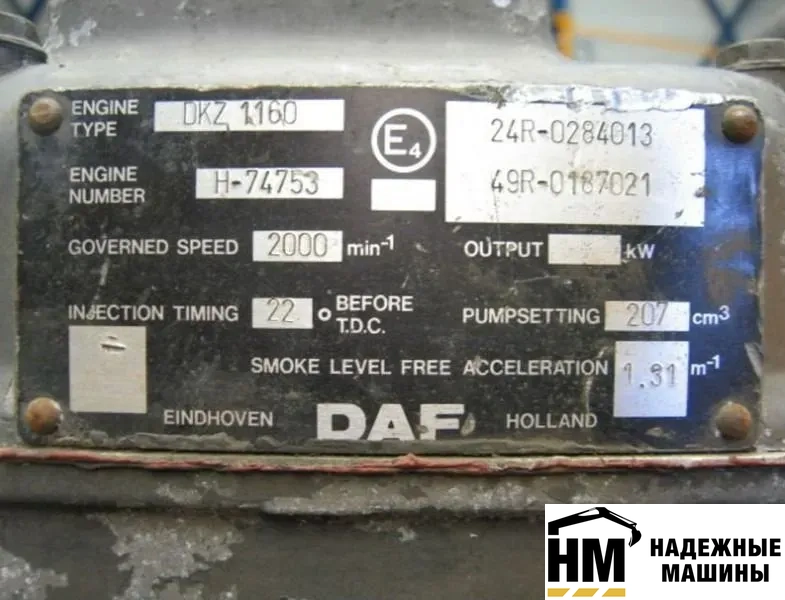 ENGINE TYPE DKZ 1160
24R-0284013
E4
ENGINE NUMBER H-74753
49R-0187021
GOVERNED SPEED 2000 min-1 OUTPUT kW
INJECTION TIMING 22 o BEFORE T.D.C. PUMPSETTING 207 cm3
SMOKE LEVEL FREE ACCELERATION 1.31 m-1
EINDHOVEN DAF HOLLAND
НМ НАДЕЖНЫЕ
МАШИНЫ